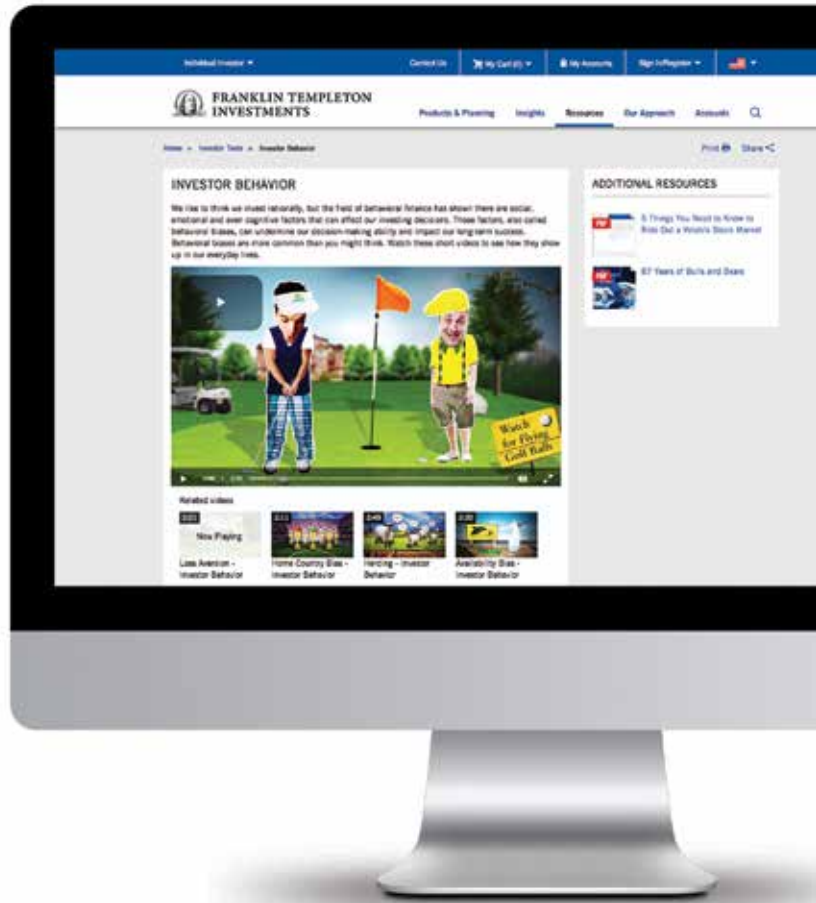 Individual Investor
Contact Us
My Cart (0)
My Accounts
Sign In/Register
FRANKLIN TEMPLETON
INVESTMENTS
Products & Planning
Insights
Resources
Our Approach
Accounts
Home
Investor Tools
Investor Behavior
Print
Share
INVESTOR BEHAVIOR
We like to think we invest rationally, but the field of behavioral finance has shown there are social,
emotional and even cognitive factors that can affect our investing decisions. These factors, also called
behavioral biases, can undermine our decision-making ability and impact our long-term success.
Behavioral biases are more common than you might think. Watch these short videos to see how they show
up in our everyday lives.
ADDITIONAL RESOURCES
5 Things You Need to Know to
Ride Out a Volatile Stock Market
87 Years of Bulls and Bears
Watch
for Flying
Golf Balls
Related videos
Now Playing
2:11
Loss Aversion -
Investor Behavior
Home Country Bias -
Investor Behavior
Herding - Investor
Behavior
Availability Bias -
Investor Behavior